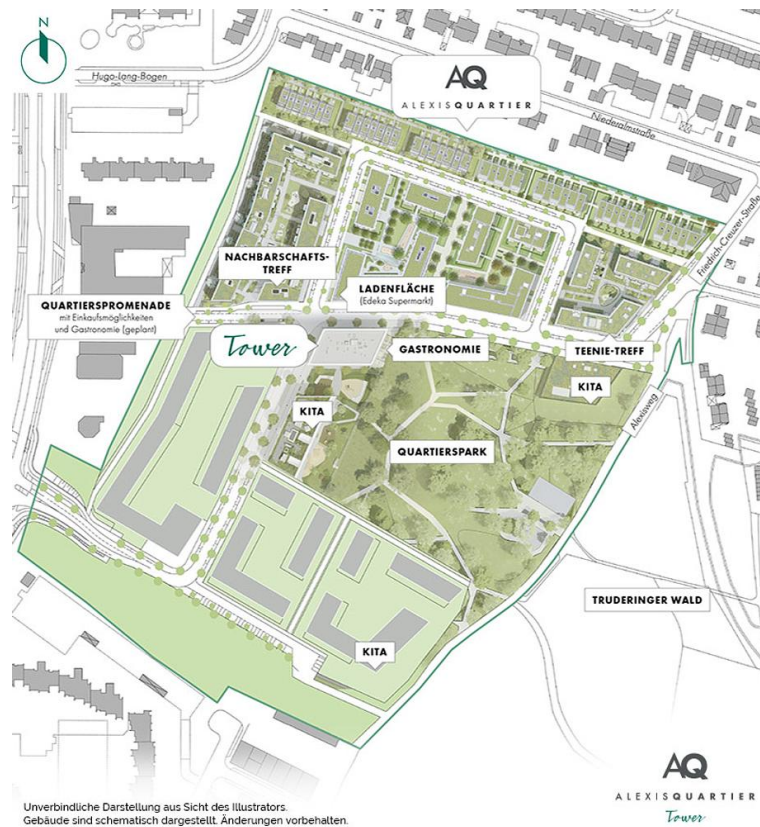 N
Hugo-Lang-Bogen
AQ
ALEXISQUARTIER
Niederalmstraße
Friedrich-Creuzer-Straße
NACHBARSCHAFTS-
TREFF
LADENFLÄCHE
(Edeka Supermarkt)
QUARTIERSPROMENADE
mit Einkaufsmöglichkeiten
und Gastronomie (geplant)
Tower
GASTRONOMIE
TEENIE-TREFF
KITA
KITA
Alexisweg
QUARTIERSPARK
TRUDERINGER WALD
KITA
AQ
ALEXISQUARTIER
Tower
Unverbindliche Darstellung aus Sicht des Illustrators.
Gebäude sind schematisch dargestellt. Änderungen vorbehalten.